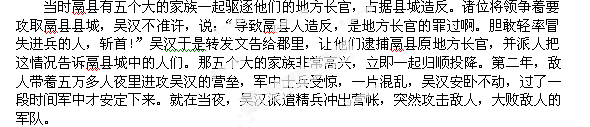 当时鬲县有五个大的家族一起驱逐他们的地方长官，占据县城造反。诸位将领争着要
攻取鬲县县城，吴汉不准许，说：“导致鬲县人造反，是地方长官的罪过啊。胆敢轻率冒
失进兵的人，斩首！”吴汉于是转发文告给郡里，让他们逮捕鬲县原地方长官，并派人把
这情况告诉鬲县城中的人们。那五个大的家族非常高兴，立即一起归顺投降。第二年，敌
人带着五万多人夜里进攻吴汉的营垒，军中士兵受惊，一片混乱，吴汉安卧不动，过了一
段时间军中才安定下来。就在当夜，吴汉派遣精兵冲出营帐，突然攻击敌人，大败敌人的
军队。